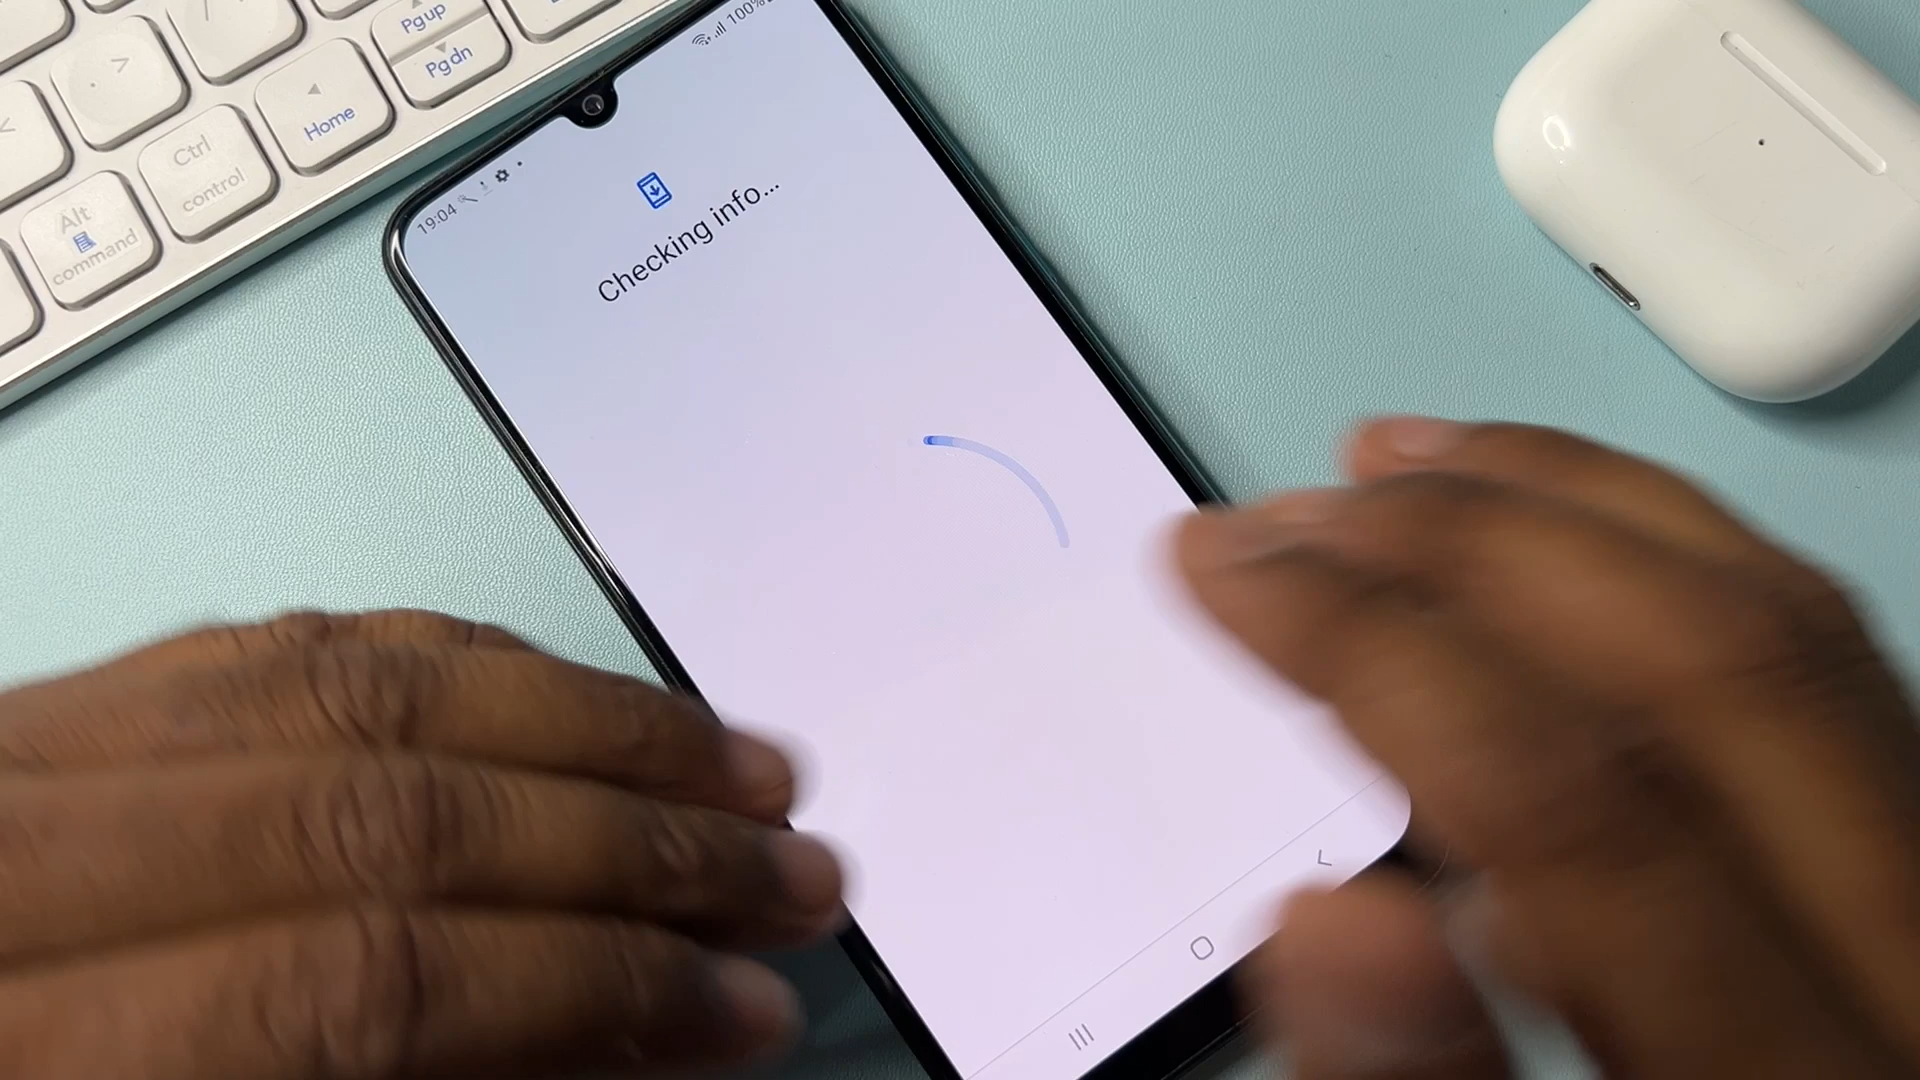 Pgup
Pgdn
Home
Ctrl
control
Alt
command
19:04
100%
Checking info...